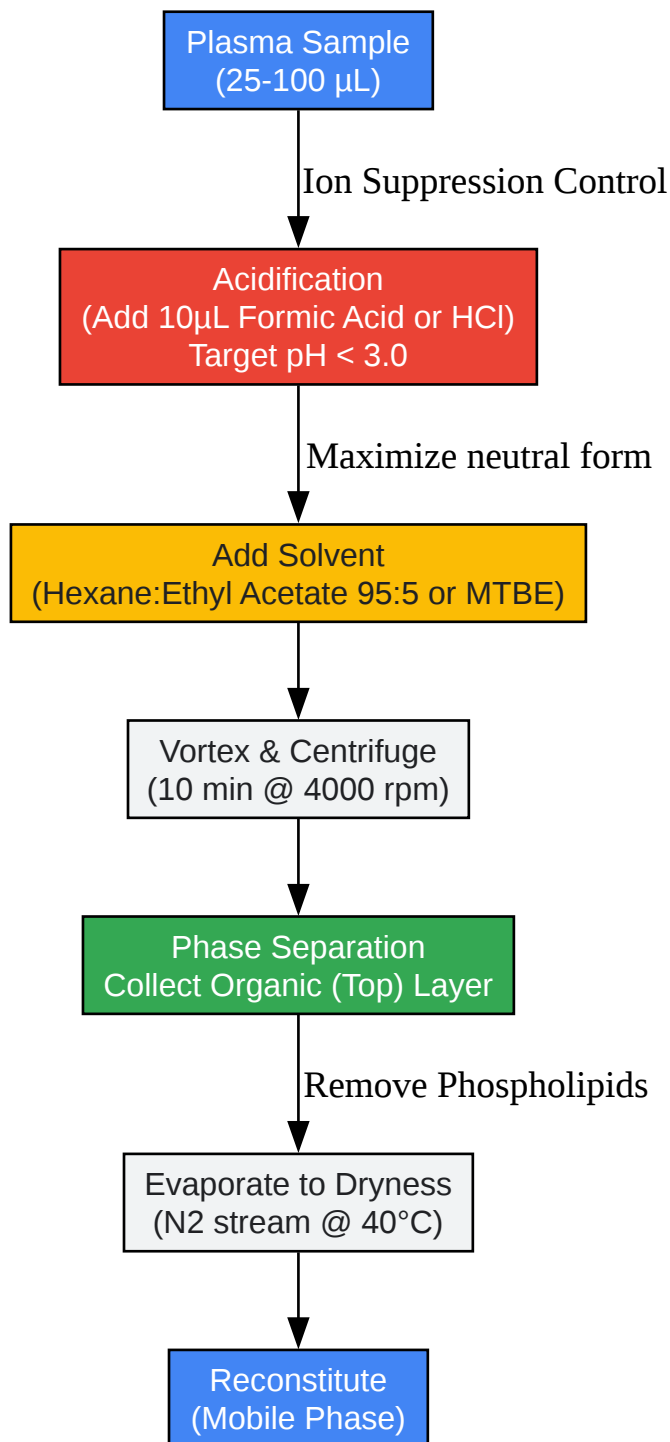 Plasma Sample
(25-100 µL)
Ion Suppression Control
Acidification
(Add 10µL Formic Acid or HCl)
Target pH < 3.0
Maximize neutral form
Add Solvent
(Hexane:Ethyl Acetate 95:5 or MTBE)
Vortex & Centrifuge
(10 min @ 4000 rpm)
Phase Separation
Collect Organic (Top) Layer
Remove Phospholipids
Evaporate to Dryness
(N2 stream @ 40°C)
Reconstitute
(Mobile Phase)